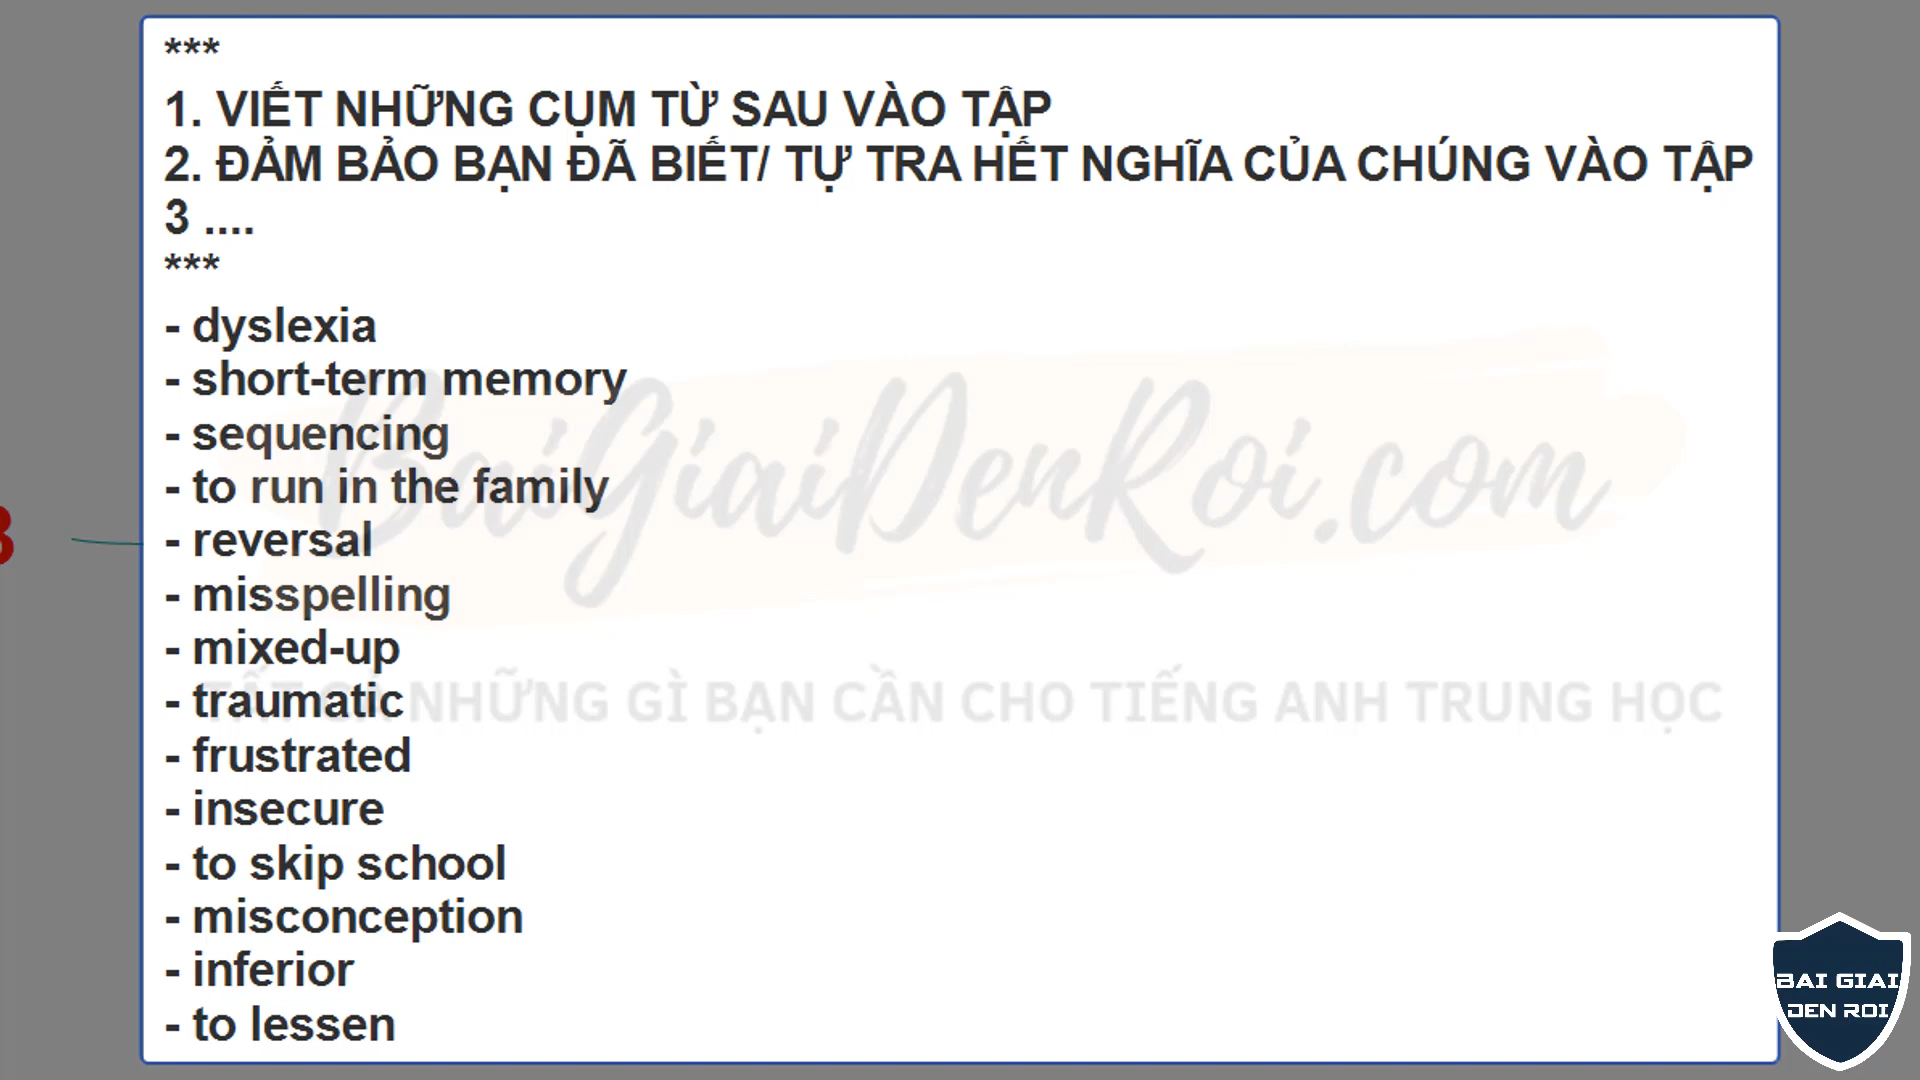 ***
1. VIẾT NHỮNG CỤM TỪ SAU VÀO TẬP
2. ĐẢM BẢO BẠN ĐÃ BIẾT/ TỰ TRA HẾT NGHĨA CỦA CHÚNG VÀO TẬP
3 ....
***
- dyslexia
- short-term memory
- sequencing
- to run in the family
- reversal
- misspelling
- mixed-up
- traumatic
- frustrated
- insecure
- to skip school
- misconception
- inferior
- to lessen
BaiGiaiDenRoi.com
TẤT CẢ NHỮNG GÌ BẠN CẦN CHO TIẾNG ANH TRUNG HỌC
BAI GIAI
DEN ROI